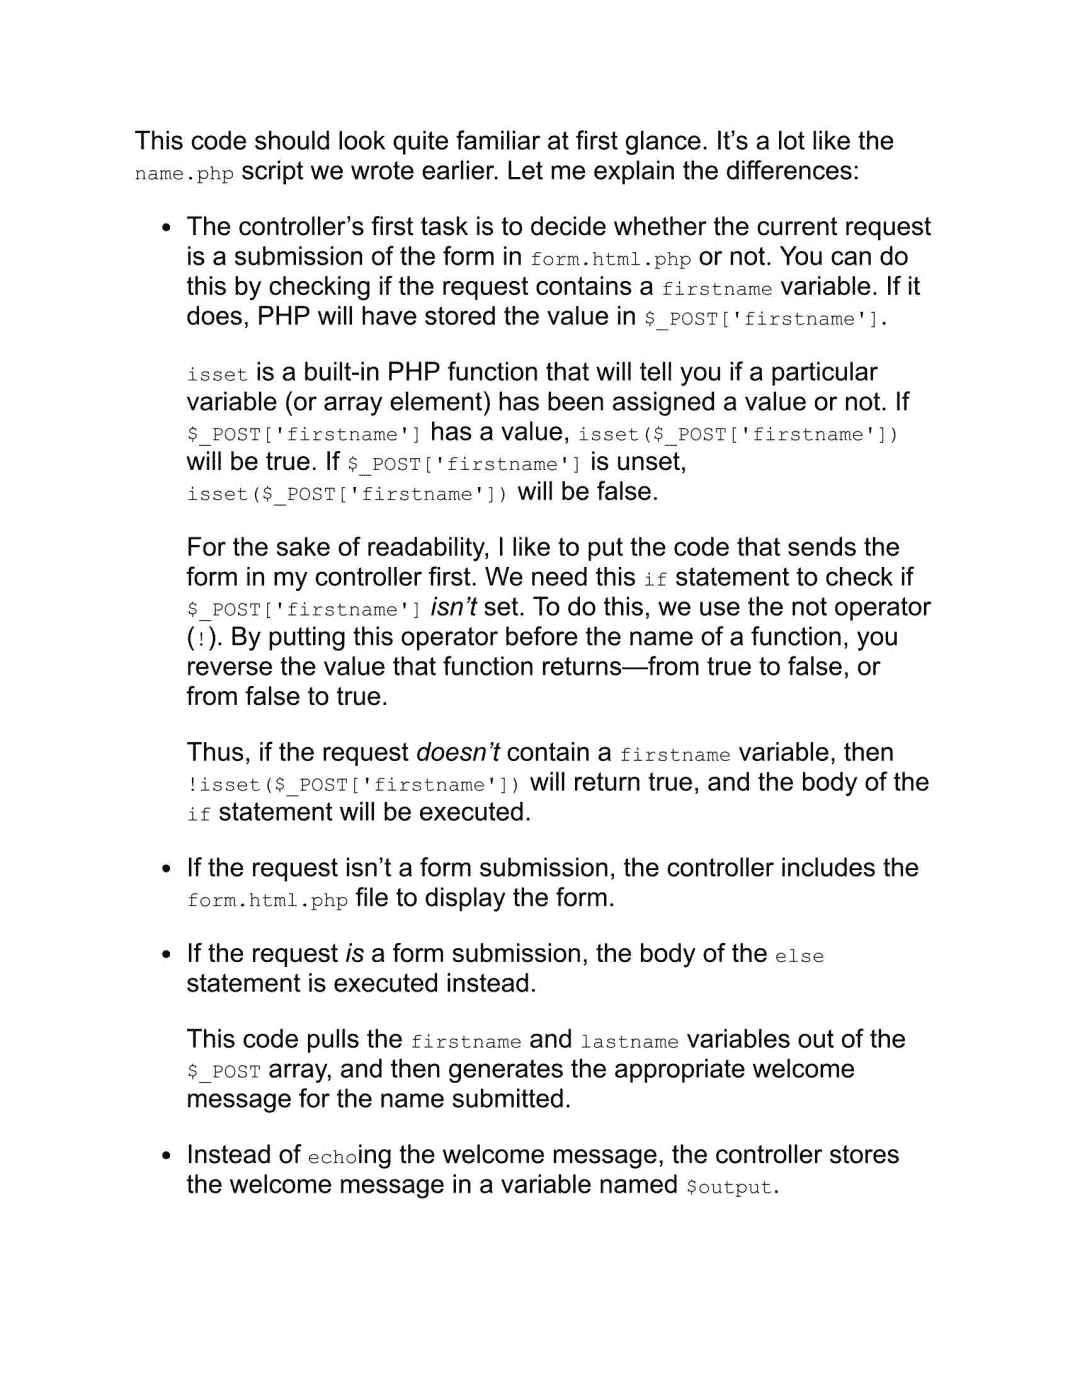 This code should look quite familiar at first glance. It’s a lot like the
name.php script we wrote earlier. Let me explain the differences:
• The controller’s first task is to decide whether the current request
is a submission of the form in form.html.php or not. You can do
this by checking if the request contains a firstname variable. If it
does, PHP will have stored the value in $_POST['firstname'].
isset is a built-in PHP function that will tell you if a particular
variable (or array element) has been assigned a value or not. If
$_POST['firstname'] has a value, isset($_POST['firstname'])
will be true. If $_POST['firstname'] is unset,
isset($_POST['firstname']) will be false.
For the sake of readability, I like to put the code that sends the
form in my controller first. We need this if statement to check if
$_POST['firstname'] isn’t set. To do this, we use the not operator
(!). By putting this operator before the name of a function, you
reverse the value that function returns—from true to false, or
from false to true.
Thus, if the request doesn’t contain a firstname variable, then
!isset($_POST['firstname']) will return true, and the body of the
if statement will be executed.
• If the request isn’t a form submission, the controller includes the
form.html.php file to display the form.
• If the request is a form submission, the body of the else
statement is executed instead.
This code pulls the firstname and lastname variables out of the
$_POST array, and then generates the appropriate welcome
message for the name submitted.
• Instead of echoing the welcome message, the controller stores
the welcome message in a variable named $output.